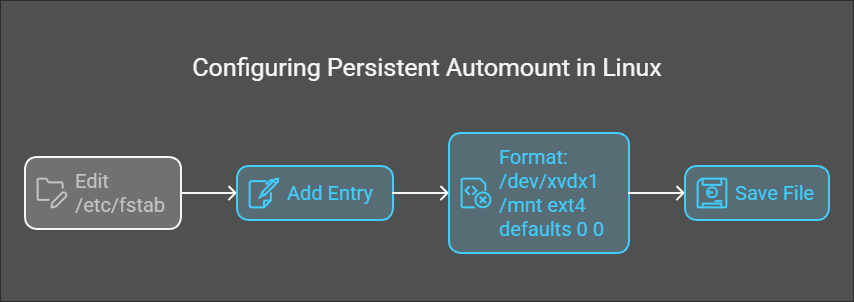 Configuring Persistent Automount in Linux
Edit
/etc/fstab
Add Entry
Format:
/dev/xvdx1
/mnt ext4
defaults 0 0
Save File